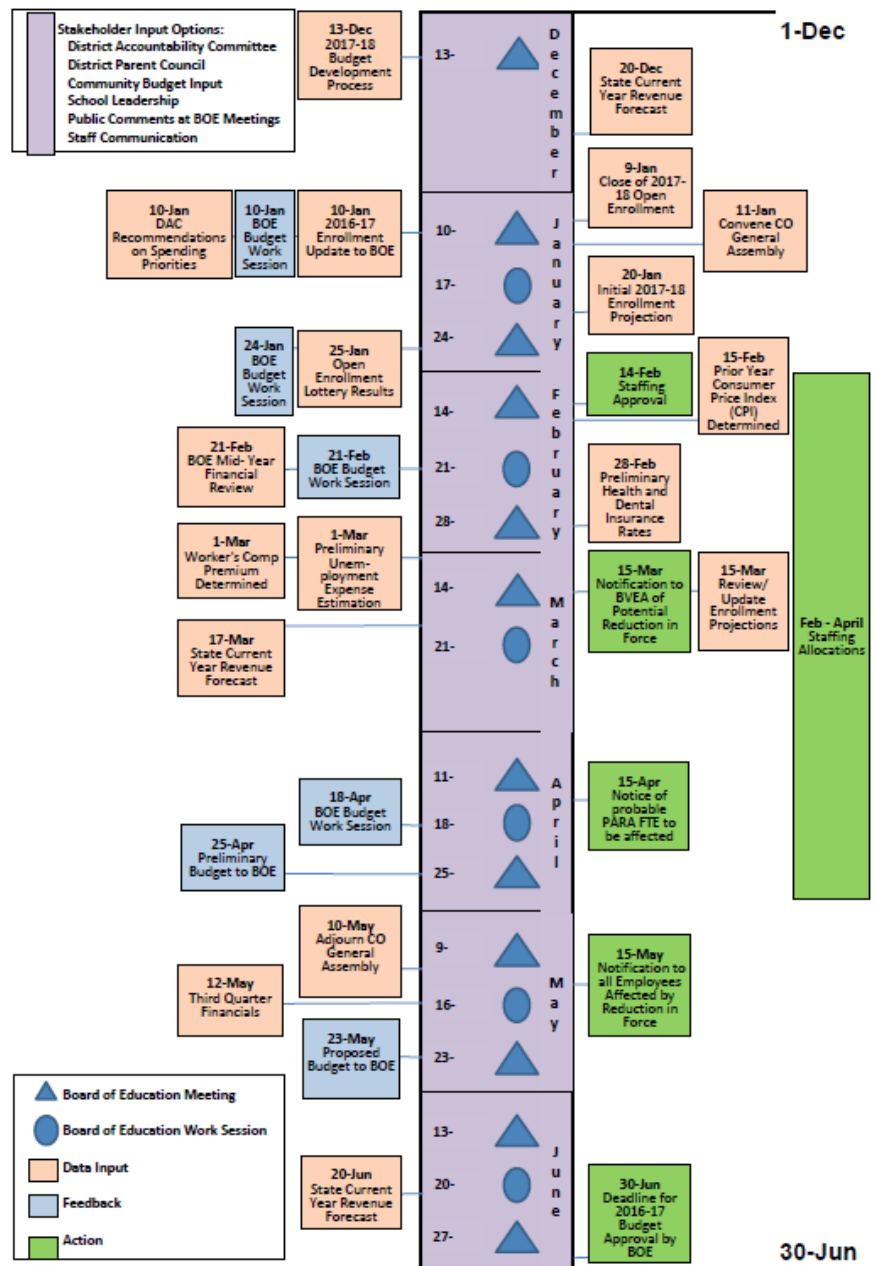 Stakeholder Input Options:
District Accountability Committee
District Parent Council
Community Budget Input
School Leadership
Public Comments at BOE Meetings
Staff Communication
13-Dec
2017-18
Budget
Development
Process
13-
December
1-Dec
20-Dec
State Current
Year Revenue
Forecast
9-Jan
Close of 2017-
18 Open
Enrollment
11-Jan
Convene CO
General
Assembly
10-Jan
DAC
Recommendations
on Spending
Priorities
10-Jan
BOE
Budget
Work
Session
10-Jan
2016-17
Enrollment
Update to BOE
10-
17-
24-
January
20-Jan
Initial 2017-18
Enrollment
Projection
24-Jan
BOE
Budget
Work
Session
25-Jan
Open
Enrollment
Lottery Results
14-Feb
Staffing
Approval
15-Feb
Prior Year
Consumer
Price Index
(CPI)
Determined
14-
21-
28-
February
21-Feb
BOE Mid- Year
Financial
Review
21-Feb
BOE Budget
Work Session
28-Feb
Preliminary
Health and
Dental
Insurance
Rates
1-Mar
Worker's Comp
Premium
Determined
1-Mar
Preliminary
Unem-
ployment
Expense
Estimation
14-
21-
March
15-Mar
Notification to
BVEA of
Potential
Reduction in
Force
15-Mar
Review/
Update
Enrollment
Projections
Feb - April
Staffing
Allocations
17-Mar
State Current
Year Revenue
Forecast
11-
18-
25-
April
18-Apr
BOE Budget
Work Session
15-Apr
Notice of
probable
PARA FTE to
be affected
25-Apr
Preliminary
Budget to BOE
10-May
Adjourn CO
General
Assembly
9-
16-
23-
May
15-May
Notification to
all Employees
Affected by
Reduction in
Force
12-May
Third Quarter
Financials
23-May
Proposed
Budget to BOE
Board of Education Meeting
Board of Education Work Session
Data Input
Feedback
Action
13-
20-
27-
June
20-Jun
State Current
Year Revenue
Forecast
30-Jun
Deadline for
2016-17
Budget
Approval by
BOE
30-Jun